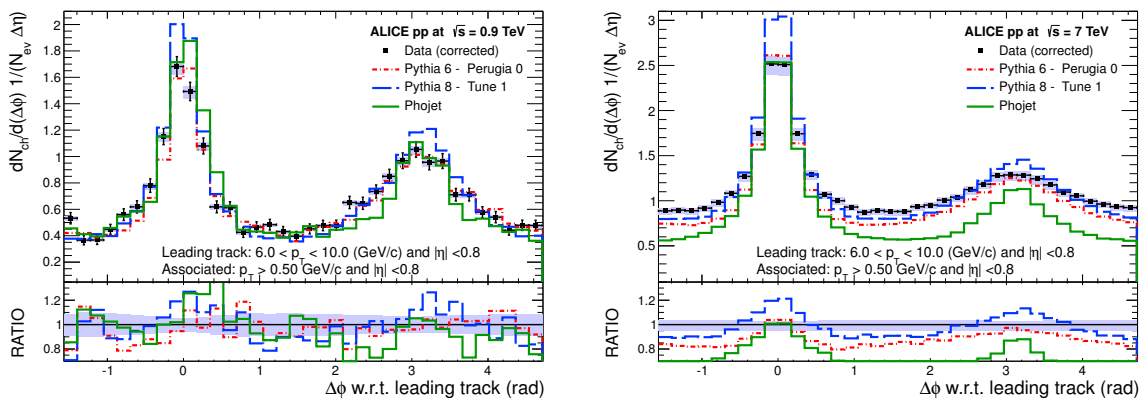 ALICE pp at √s = 0.9 TeV
Data (corrected)
Pythia 6 - Perugia 0
Pythia 8 - Tune 1
Phojet
dN_ch/d(Δϕ) 1/(N_ev Δη)
2
1.8
1.6
1.4
1.2
1
0.8
0.6
0.4
Leading track: 6.0 < p_T < 10.0 (GeV/c) and |η| <0.8
Associated: p_T > 0.50 GeV/c and |η| <0.8
RATIO
1.2
1
0.8
-1 0 1 2 3 4
Δϕ w.r.t. leading track (rad)
ALICE pp at √s = 7 TeV
Data (corrected)
Pythia 6 - Perugia 0
Pythia 8 - Tune 1
Phojet
dN_ch/d(Δϕ) 1/(N_ev Δη)
3.0
2.5
2.0
1.5
1.0
0.5
Leading track: 6.0 < p_T < 10.0 (GeV/c) and |η| <0.8
Associated: p_T > 0.50 GeV/c and |η| <0.8
RATIO
1.2
1
0.8
-1 0 1 2 3 4
Δϕ w.r.t. leading track (rad)